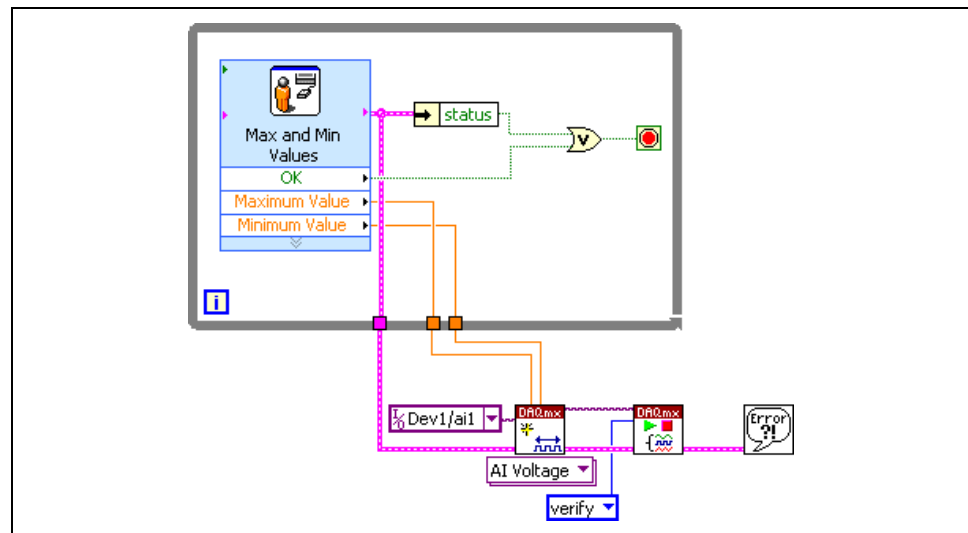 status
Max and Min
Values
V
OK
Maximum Value
Minimum Value
i
I/O Dev1/ai1
DAQmx
DAQmx
Error
?!
AI Voltage
verify